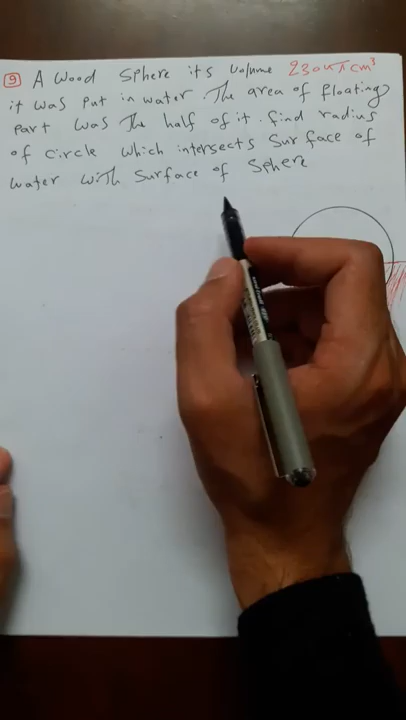 9 A Wood Sphere its Volume 2304π cm³
it was put in water. The area of floating
Part was The half of it. find radius
of circle which intersects Surface of
water with Surface of Sphere